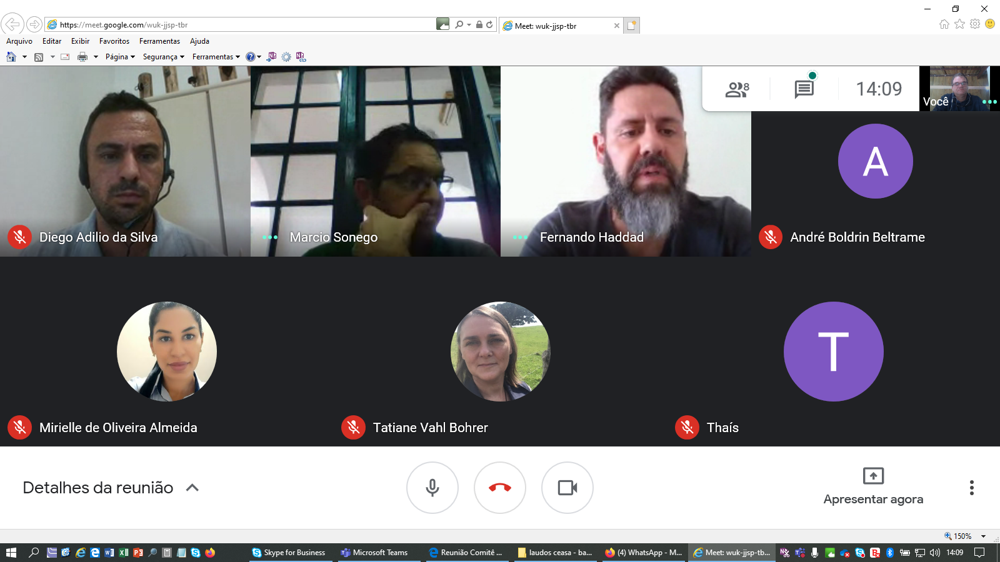 https://meet.google.com/wuk-jjsp-tbr
Meet: wuk-jjsp-tbr
Arquivo Editar Exibir Favoritos Ferramentas Ajuda
Página Segurança Ferramentas
8
14:09
Você
A
Diego Adilio da Silva
Marcio Sonego
Fernando Haddad
André Boldrin Beltrame
T
Mirielle de Oliveira Almeida
Tatiane Vahl Bohrer
Thaís
Detalhes da reunião
Apresentar agora
150%
Skype for Business
Microsoft Teams
Reunião Comitê ...
laudos ceasa - ba...
(4) WhatsApp - M...
Meet: wuk-jjsp-tb...
14:09